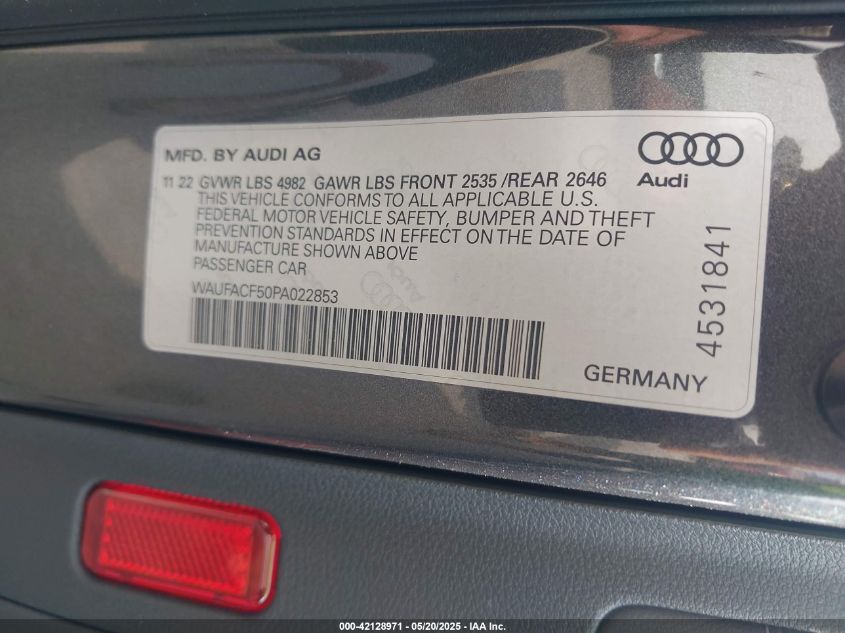 MFD. BY AUDI AG
Audi
11 22 GVWR LBS 4982 GAWR LBS FRONT 2535 /REAR 2646
THIS VEHICLE CONFORMS TO ALL APPLICABLE U.S.
FEDERAL MOTOR VEHICLE SAFETY, BUMPER AND THEFT
PREVENTION STANDARDS IN EFFECT ON THE DATE OF
MANUFACTURE SHOWN ABOVE
PASSENGER CAR
WAUFACF50PA022853
4531841
GERMANY
000-42128971 - 05/20/2025 - IAA Inc.